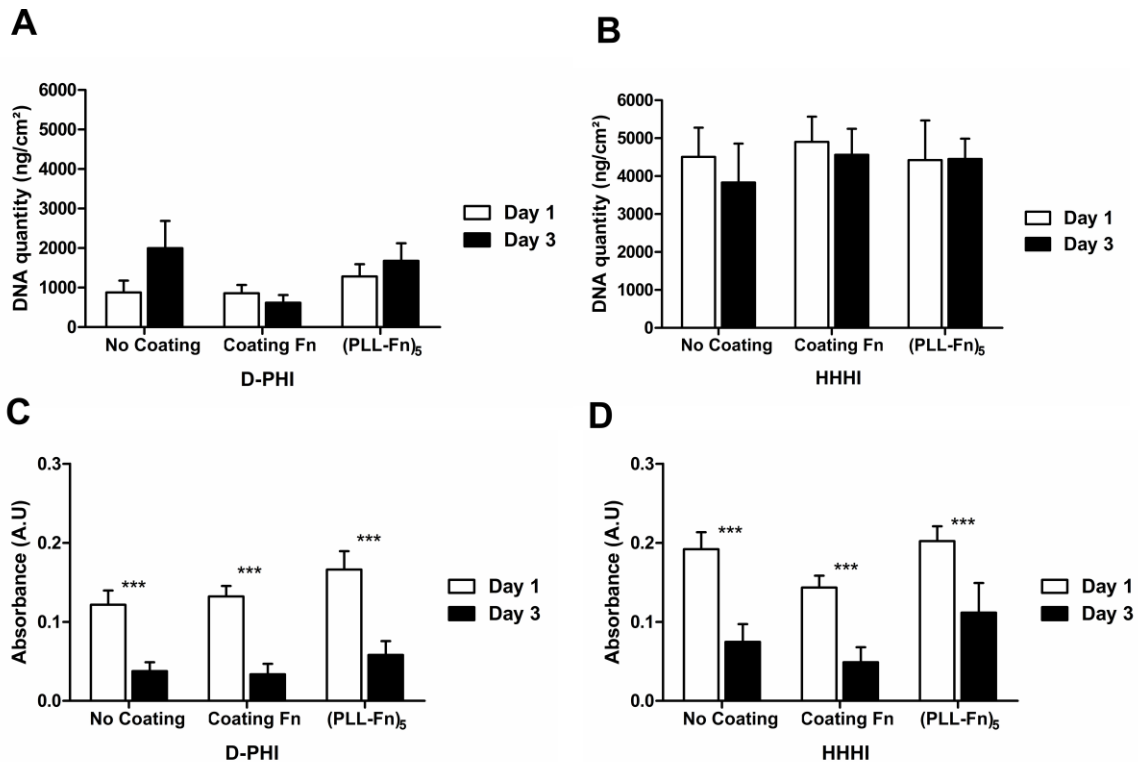 A
DNA quantity (ng/cm²)
6000
5000
4000
3000
2000
1000
0
No Coating Coating Fn (PLL-Fn)₅
D-PHI
Day 1
Day 3
B
DNA quantity (ng/cm²)
6000
5000
4000
3000
2000
1000
0
No Coating Coating Fn (PLL-Fn)₅
HHHI
Day 1
Day 3
C
Absorbance (A.U)
0.3
0.2
0.1
0.0
*** *** ***
No Coating Coating Fn (PLL-Fn)₅
D-PHI
Day 1
Day 3
D
Absorbance (A.U)
0.3
0.2
0.1
0.0
*** *** ***
No Coating Coating Fn (PLL-Fn)₅
HHHI
Day 1
Day 3